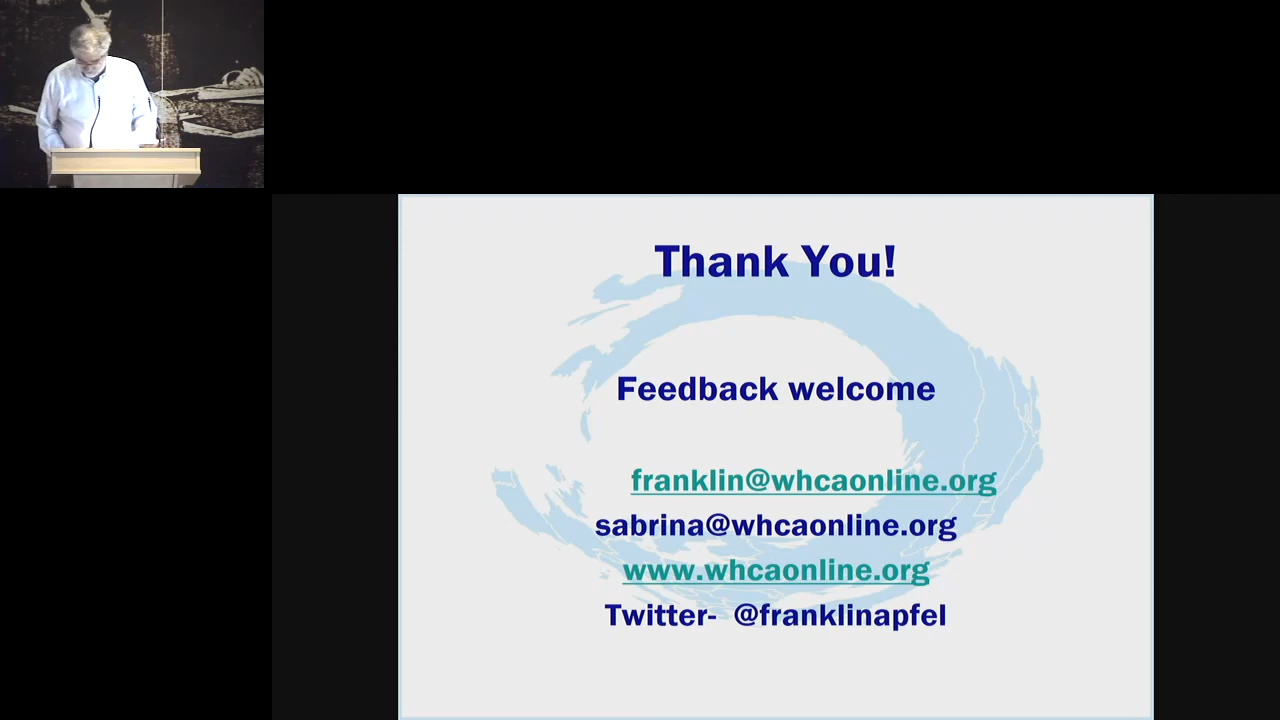 Thank You!
Feedback welcome
franklin@whcaonline.org
sabrina@whcaonline.org
www.whcaonline.org
Twitter- @franklinapfel